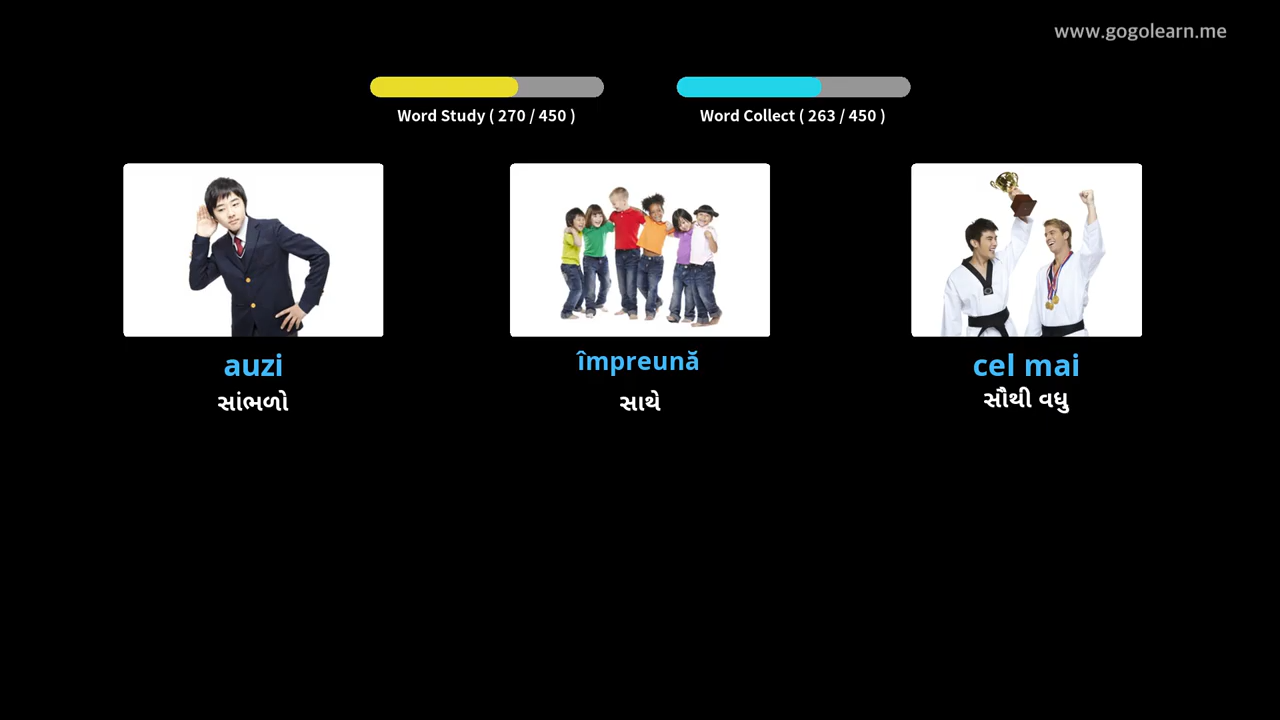 www.gogolearn.me
Word Study ( 270 / 450 )
Word Collect ( 263 / 450 )
auzi
સાંભળો
împreună
સાથે
cel mai
સૌથી વધુ